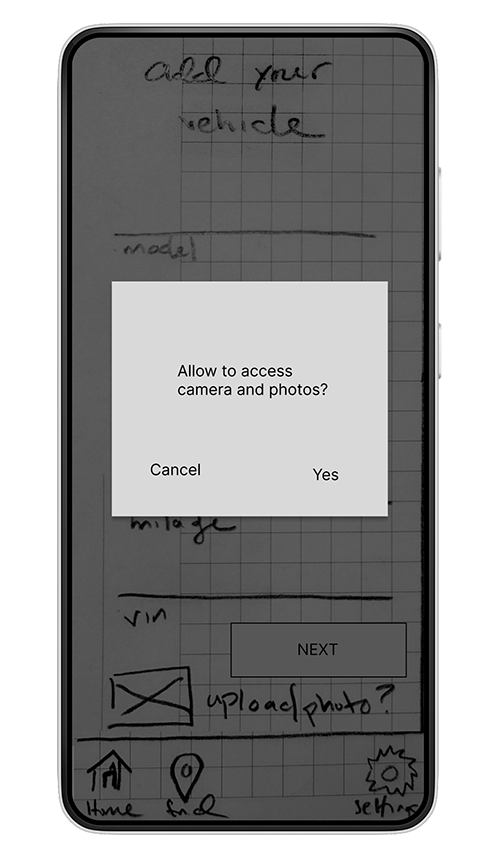 add your
vehicle
model
Allow to access
camera and photos?
Cancel
Yes
milage
vin
NEXT
upload photo?
Home
find
settings